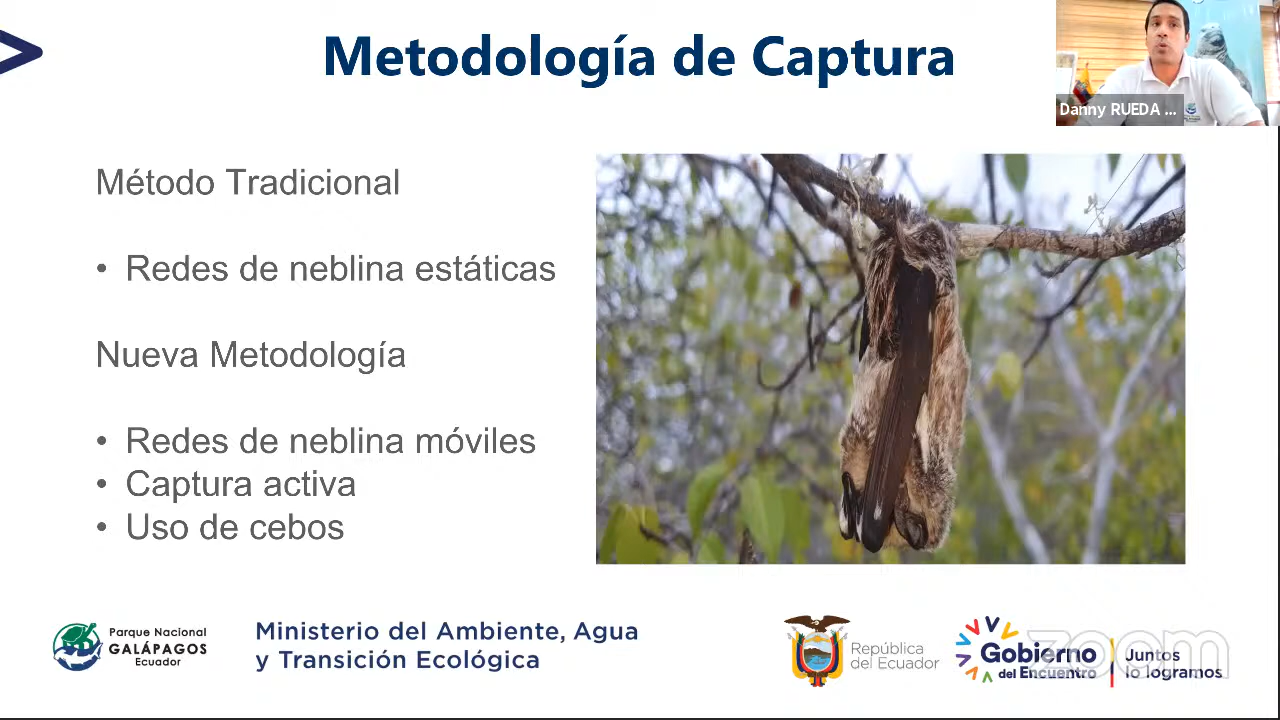 Metodología de Captura
Danny RUEDA ...
Método Tradicional
• Redes de neblina estáticas
Nueva Metodología
• Redes de neblina móviles
• Captura activa
• Uso de cebos
Parque Nacional
GALÁPAGOS
Ecuador
Ministerio del Ambiente, Agua
y Transición Ecológica
República
del Ecuador
Gobierno
del Encuentro
Juntos
lo logramos
zoom